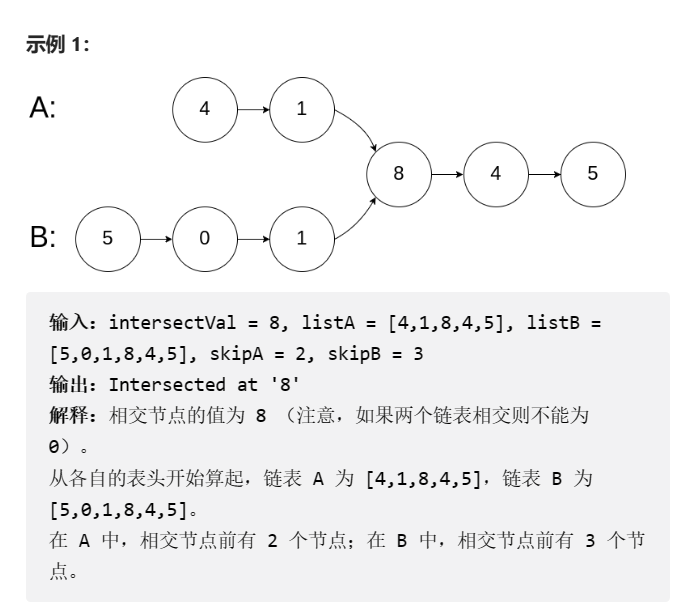 示例 1：
A:
4
1
8
4
5
B:
5
0
1
输入：intersectVal = 8, listA = [4,1,8,4,5], listB =
[5,0,1,8,4,5], skipA = 2, skipB = 3
输出：Intersected at '8'
解释：相交节点的值为 8 （注意，如果两个链表相交则不能为
0）。
从各自的表头开始算起，链表 A 为 [4,1,8,4,5]，链表 B 为
[5,0,1,8,4,5]。
在 A 中，相交节点前有 2 个节点；在 B 中，相交节点前有 3 个节
点。